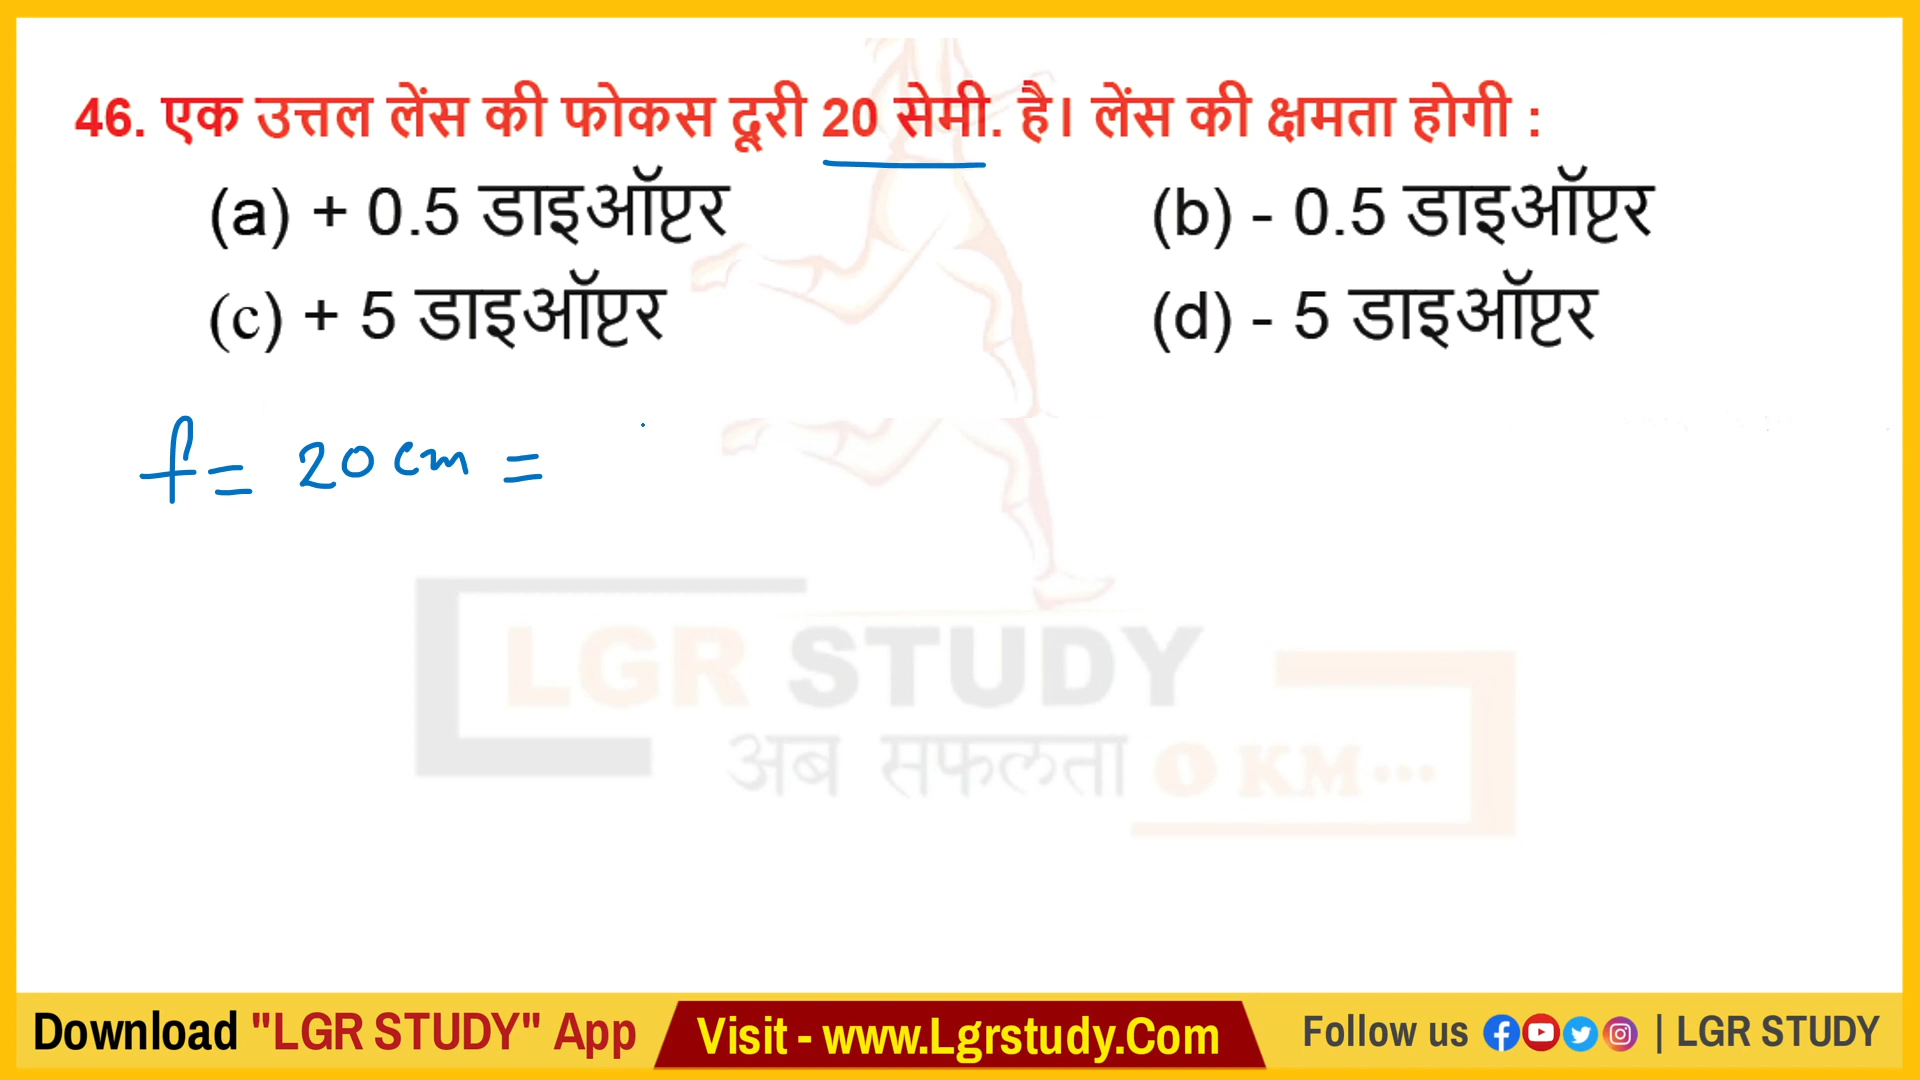 46. एक उत्तल लेंस की फोकस दूरी 20 सेमी. है। लेंस की क्षमता होगी :
(a) + 0.5 डाइऑप्टर (b) - 0.5 डाइऑप्टर
(c) + 5 डाइऑप्टर (d) - 5 डाइऑप्टर
f = 20 cm =
LGR STUDY
अब सफलता 0 KM...
Download "LGR STUDY" App Visit - www.Lgrstudy.Com Follow us | LGR STUDY